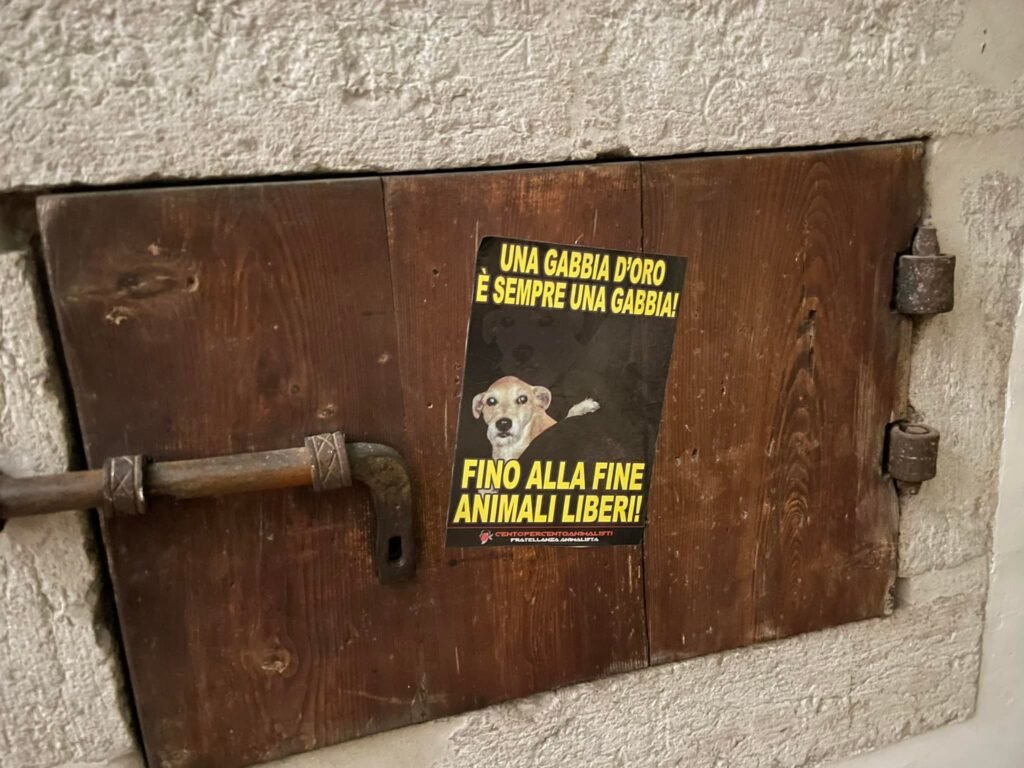 UNA GABBIA D'ORO
È SEMPRE UNA GABBIA!
FINO ALLA FINE
ANIMALI LIBERI!
CENTOPERCENTOANIMALISTI
FRATELLANZA ANIMALISTA